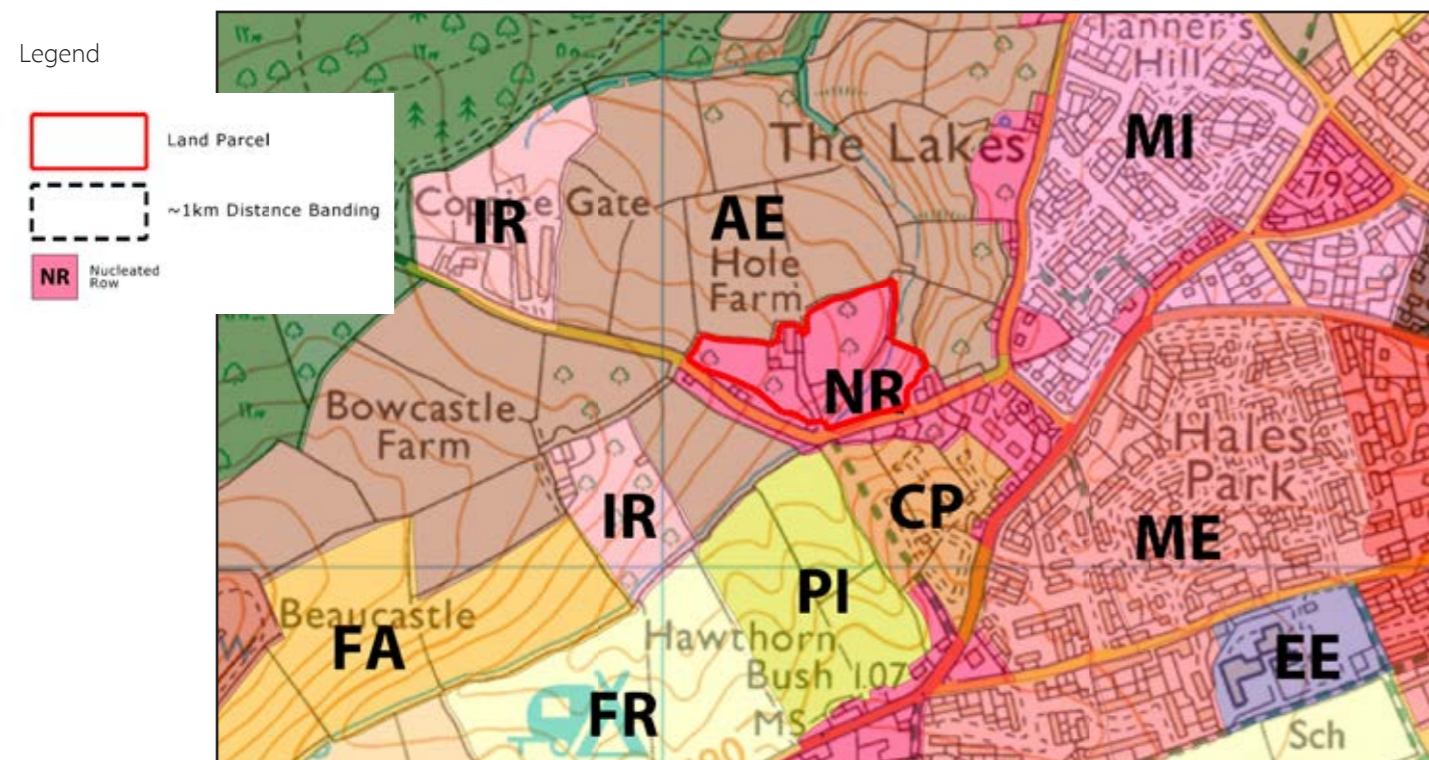 Legend
Land Parcel
~1km Distance Banding
NR
Nucleated
Row
Tanner's
Hill
MI
The Lakes
Coppice Gate
IR
AE
Hole
Farm
79
NR
Bowcastle
Farm
Hales
Park
CP
IR
ME
PI
Beaucastle
FA
Hawthorn
Bush
107
EE
FR
MS
Sch